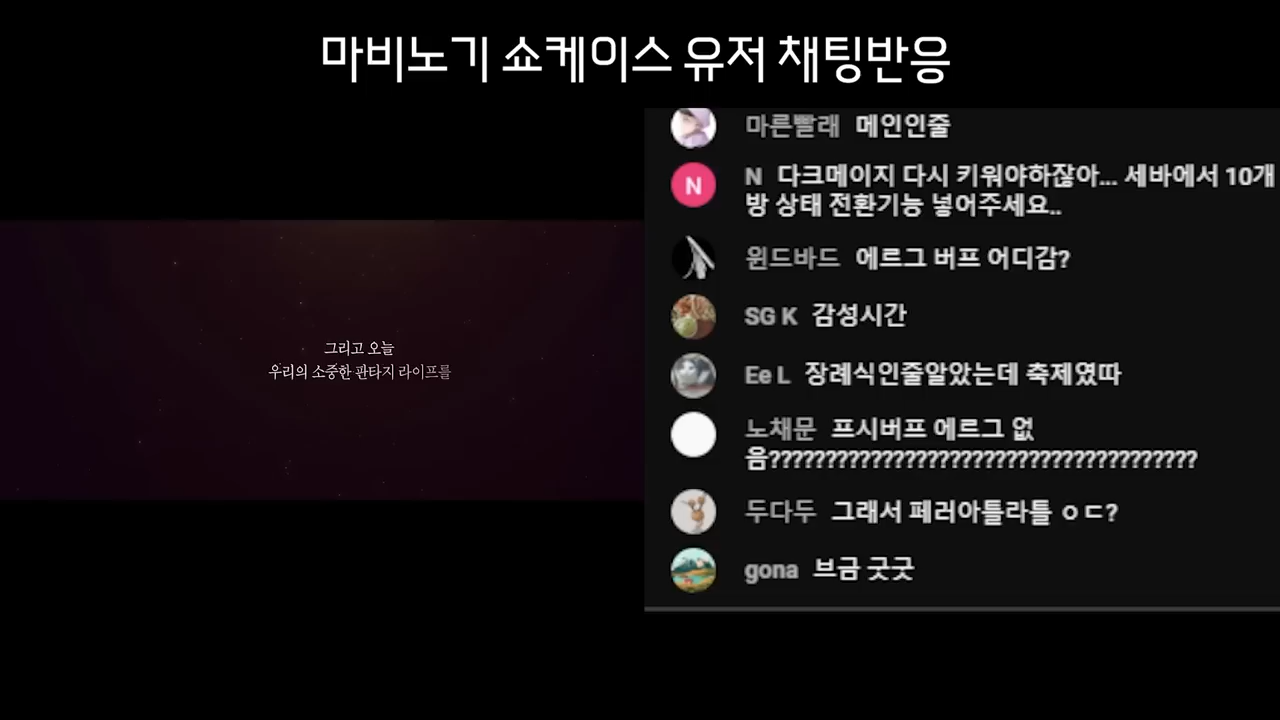 마비노기 쇼케이스 유저 채팅반응
그리고 오늘
우리의 소중한 판타지 라이프를
마른빨래 메인인줄
N
N 다크메이지 다시 키워야하잖아... 세바에서 10개
방 상태 전환기능 넣어주세요..
윈드바드 에르그 버프 어디감?
SG K 감성시간
Ee L 장례식인줄알았는데 축제였따
노채문 프시버프 에르그 없
음??????????????????????????????????????
두다두 그래서 페러아틀라틀 ㅇㄷ?
gona 브금 굿굿